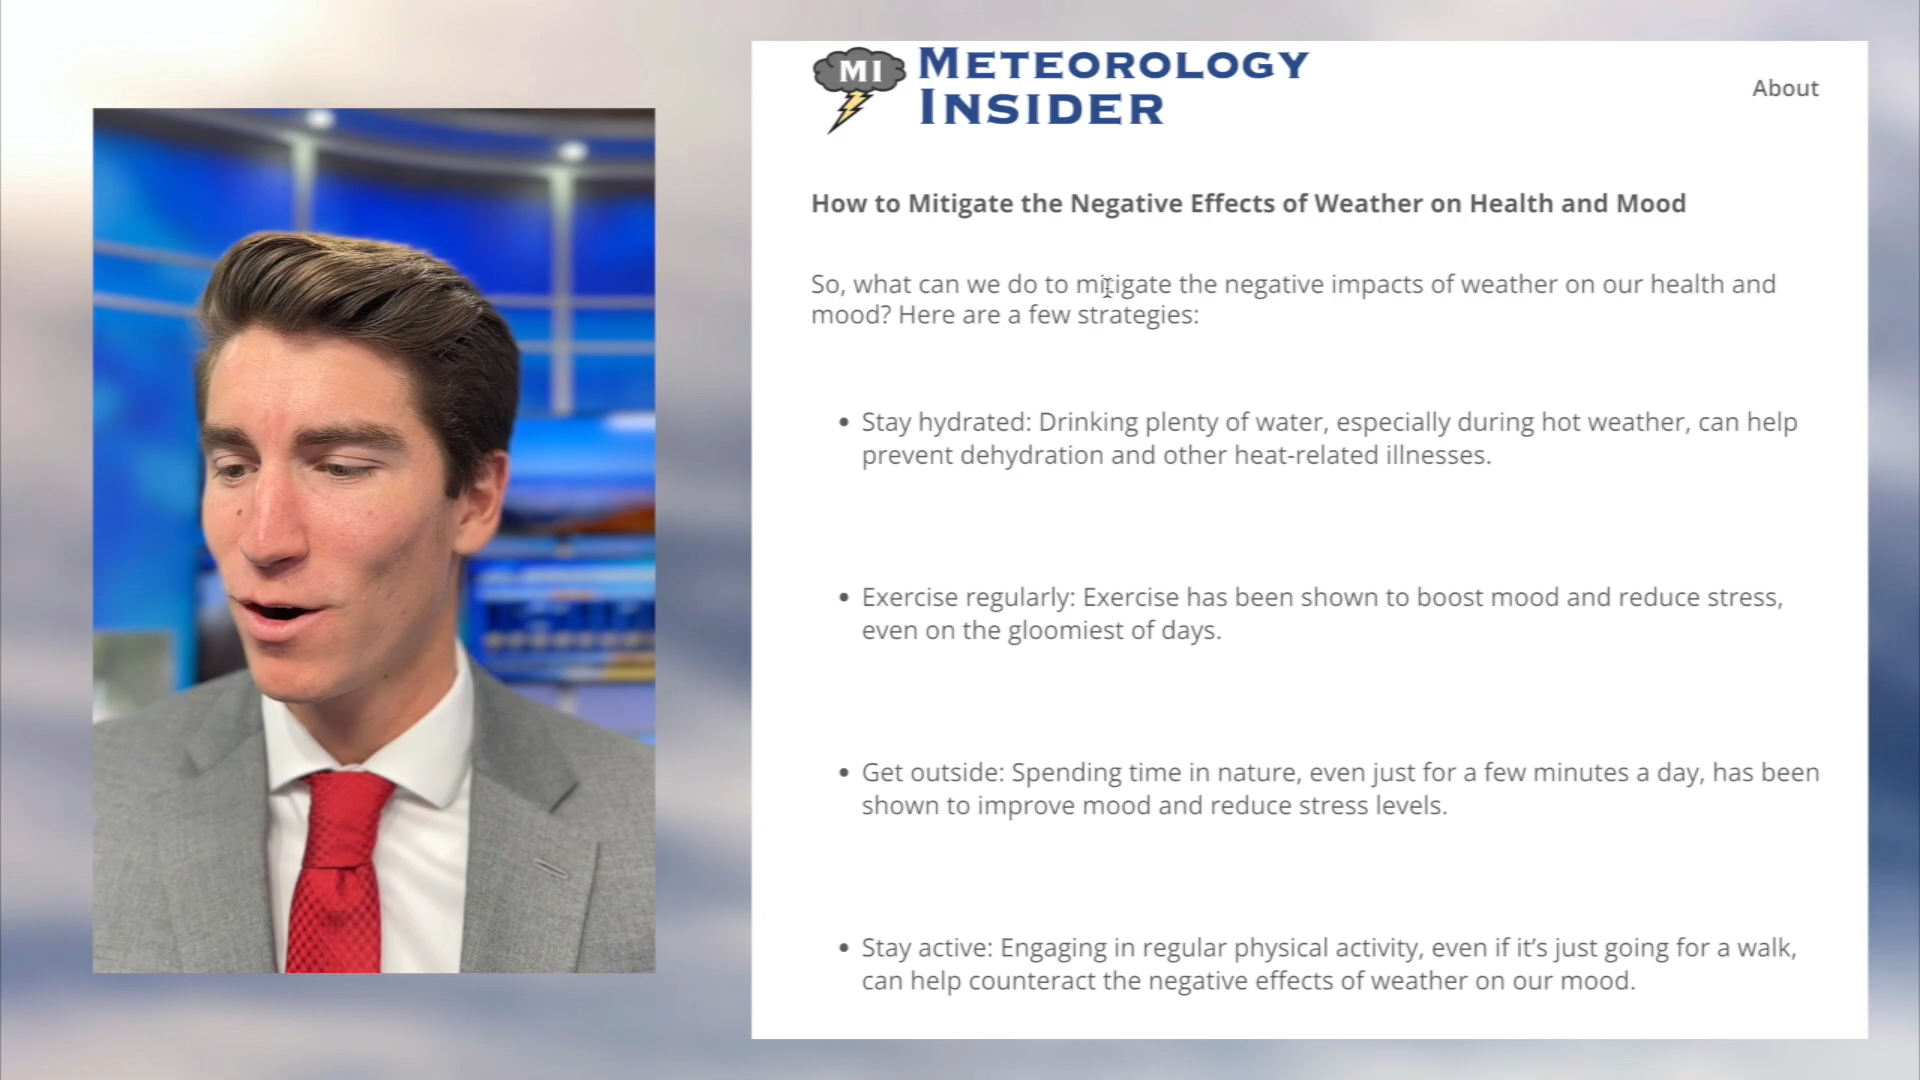 MI METEOROLOGY
INSIDER
About
How to Mitigate the Negative Effects of Weather on Health and Mood
So, what can we do to mitigate the negative impacts of weather on our health and
mood? Here are a few strategies:
• Stay hydrated: Drinking plenty of water, especially during hot weather, can help
prevent dehydration and other heat-related illnesses.
• Exercise regularly: Exercise has been shown to boost mood and reduce stress,
even on the gloomiest of days.
• Get outside: Spending time in nature, even just for a few minutes a day, has been
shown to improve mood and reduce stress levels.
• Stay active: Engaging in regular physical activity, even if it’s just going for a walk,
can help counteract the negative effects of weather on our mood.